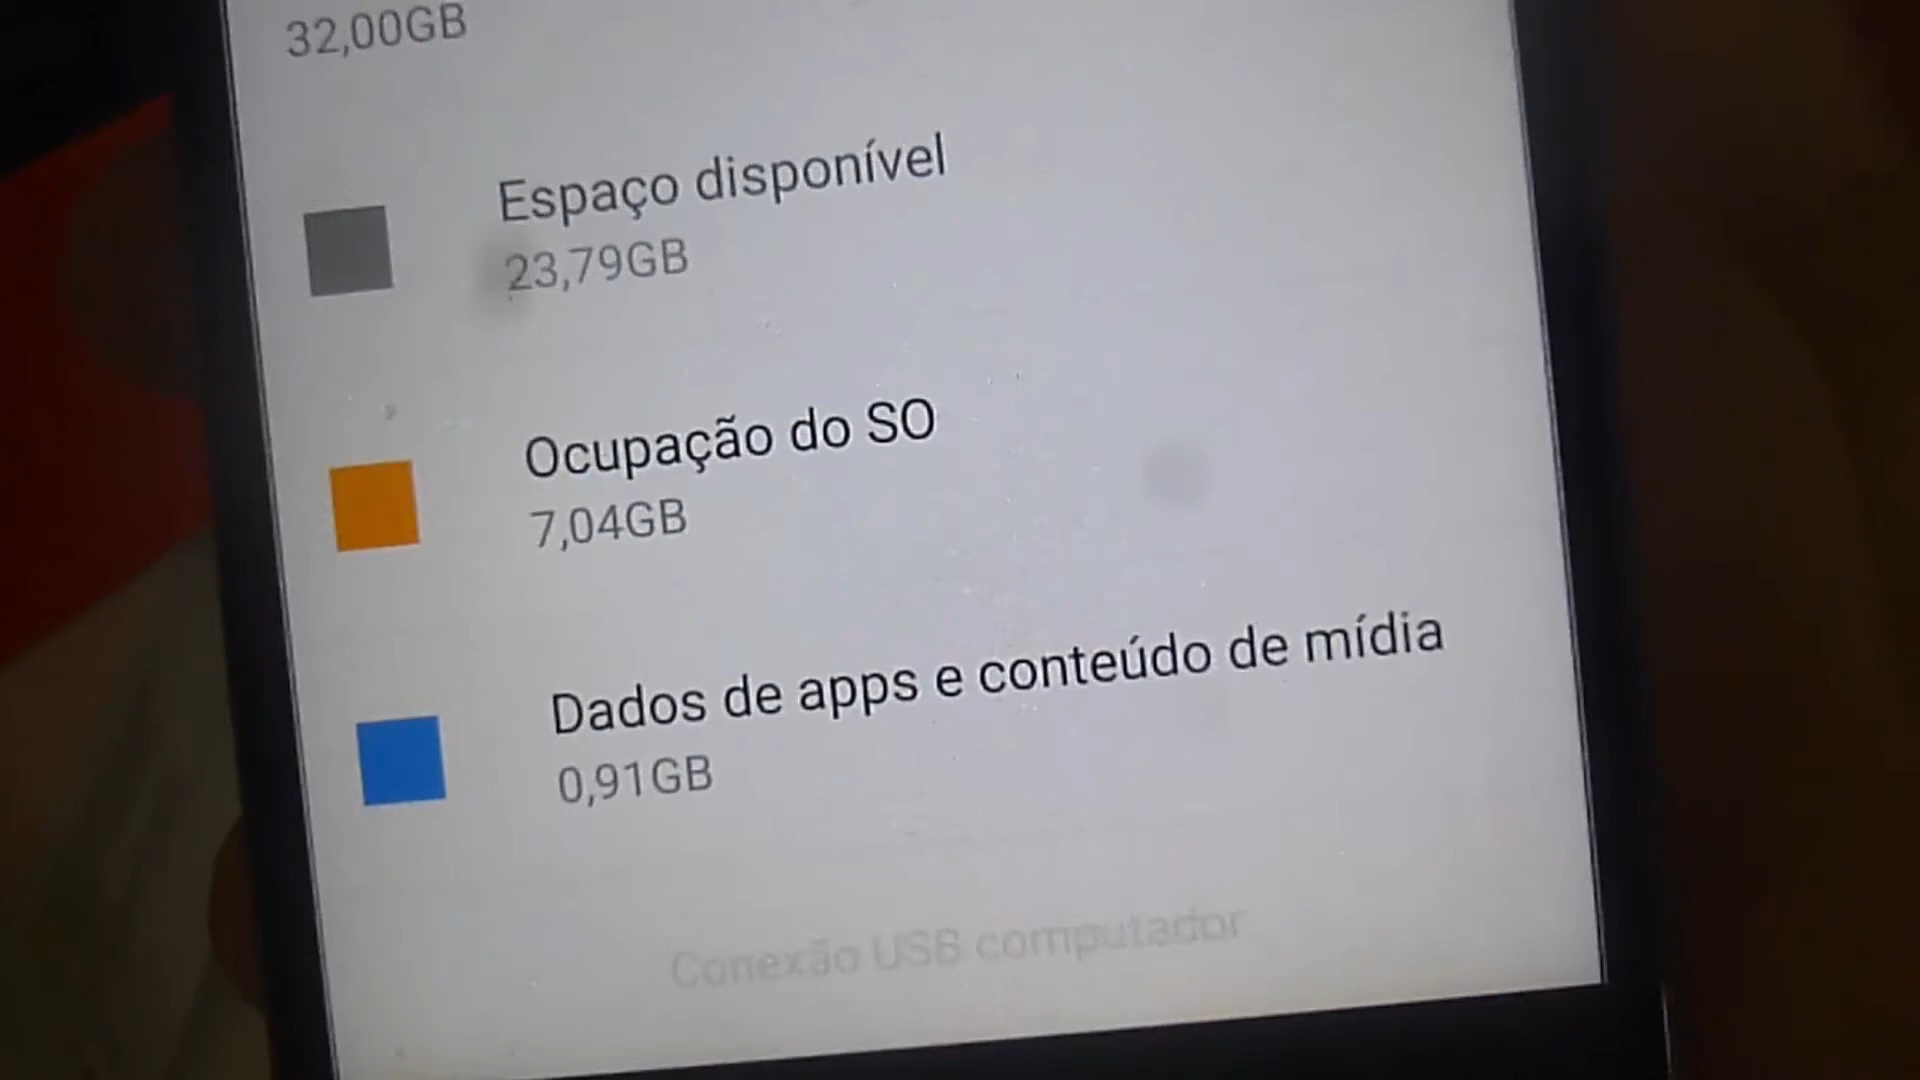 32,00GB
Espaço disponível
23,79GB
Ocupação do SO
7,04GB
Dados de apps e conteúdo de mídia
0,91GB
Conexão USB computador